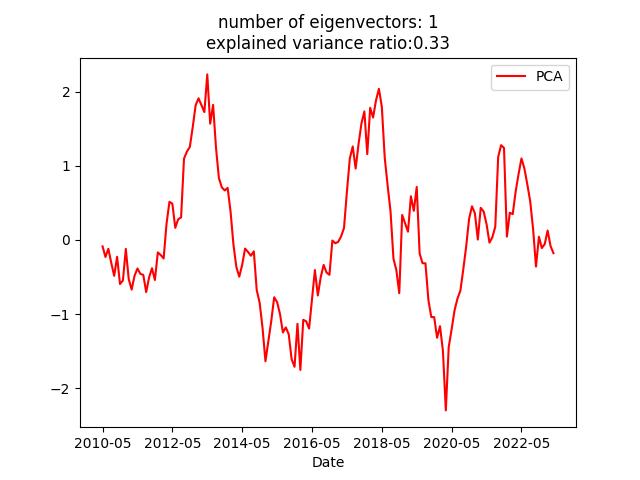 number of eigenvectors: 1
explained variance ratio:0.33
PCA
2
1
0
−1
−2
2010-05 2012-05 2014-05 2016-05 2018-05 2020-05 2022-05
Date